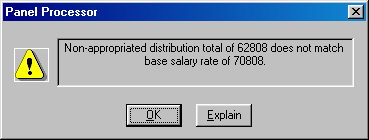 Panel Processor
Non-appropriated distribution total of 62808 does not match
base salary rate of 70808.
OK
Explain